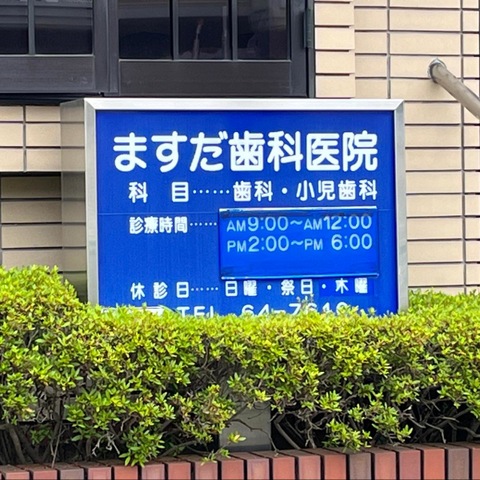 ますだ歯科医院
科目……歯科・小児歯科
診療時間……AM9:00～AM12:00
PM2:00～PM 6:00
休診日……日曜・祭日・木曜
TEL